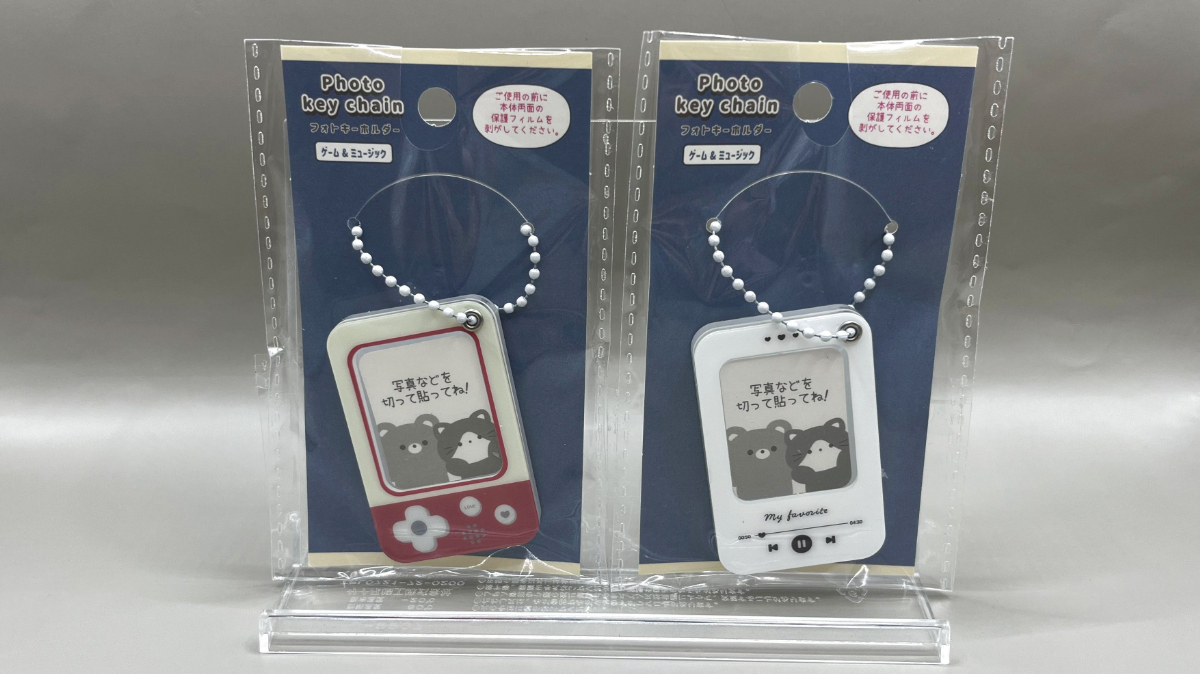 Photo
key chain
フォトキーホルダー
ゲーム&ミュージック
ご使用の前に
本体両面の
保護フィルムを
剥がしてください。
写真などを
切って貼ってね!
LOVE
Photo
key chain
フォトキーホルダー
ゲーム&ミュージック
ご使用の前に
本体両面の
保護フィルムを
剥がしてください。
写真などを
切って貼ってね!
My favorite
00:00
04:20